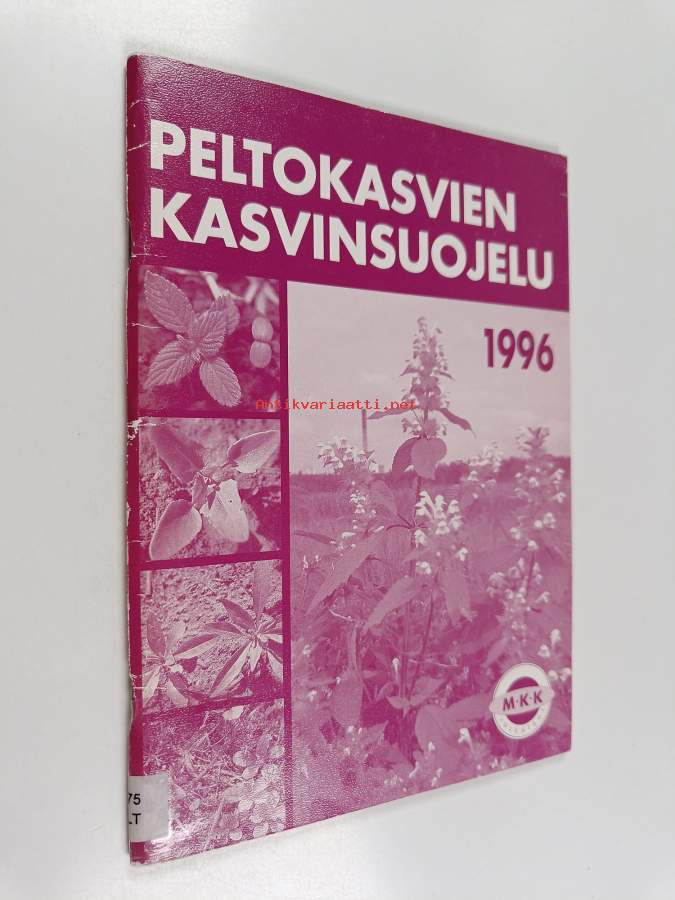 PELTOKASVIEN
KASVINSUOJELU
1996
Antikvariaatti.net
M·K·K
75
LT